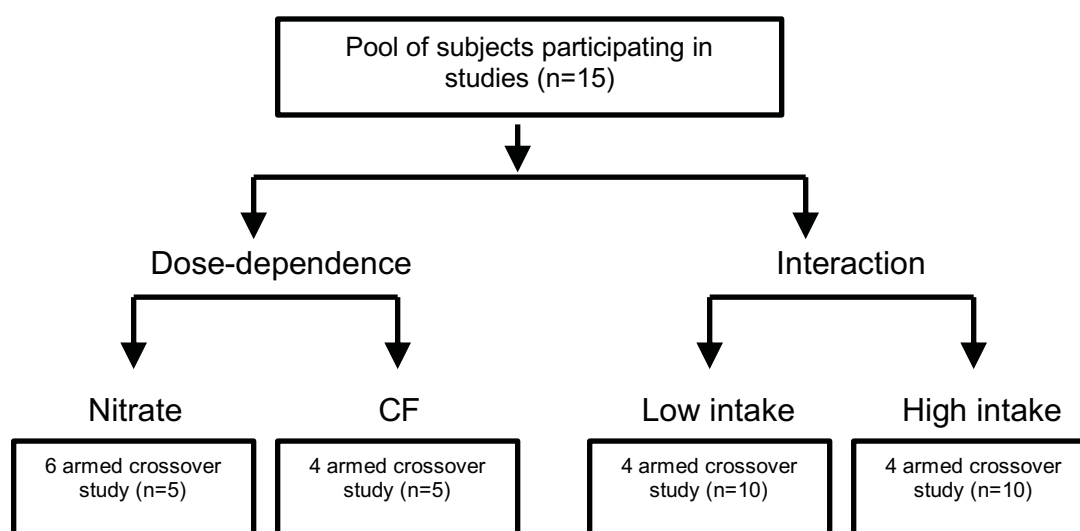 Pool of subjects participating in
studies (n=15)
Dose-dependence
Interaction
Nitrate
CF
Low intake
High intake
6 armed crossover
study (n=5)
4 armed crossover
study (n=5)
4 armed crossover
study (n=10)
4 armed crossover
study (n=10)